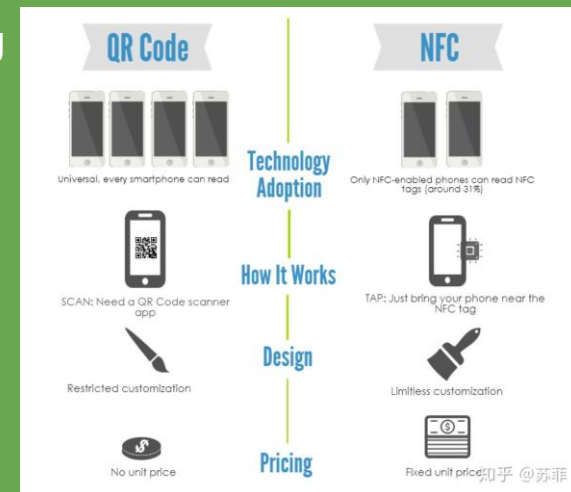 QR Code
NFC
Universal, every smartphone can read
Technology
Adoption
Only NFC-enabled phones can read NFC
tags (around 31%)
How It Works
SCAN: Need a QR Code scanner
app
TAP: Just bring your phone near the
NFC tag
Design
Restricted customization
Limitless customization
Pricing
No unit price
Fixed unit price
知乎 @苏菲